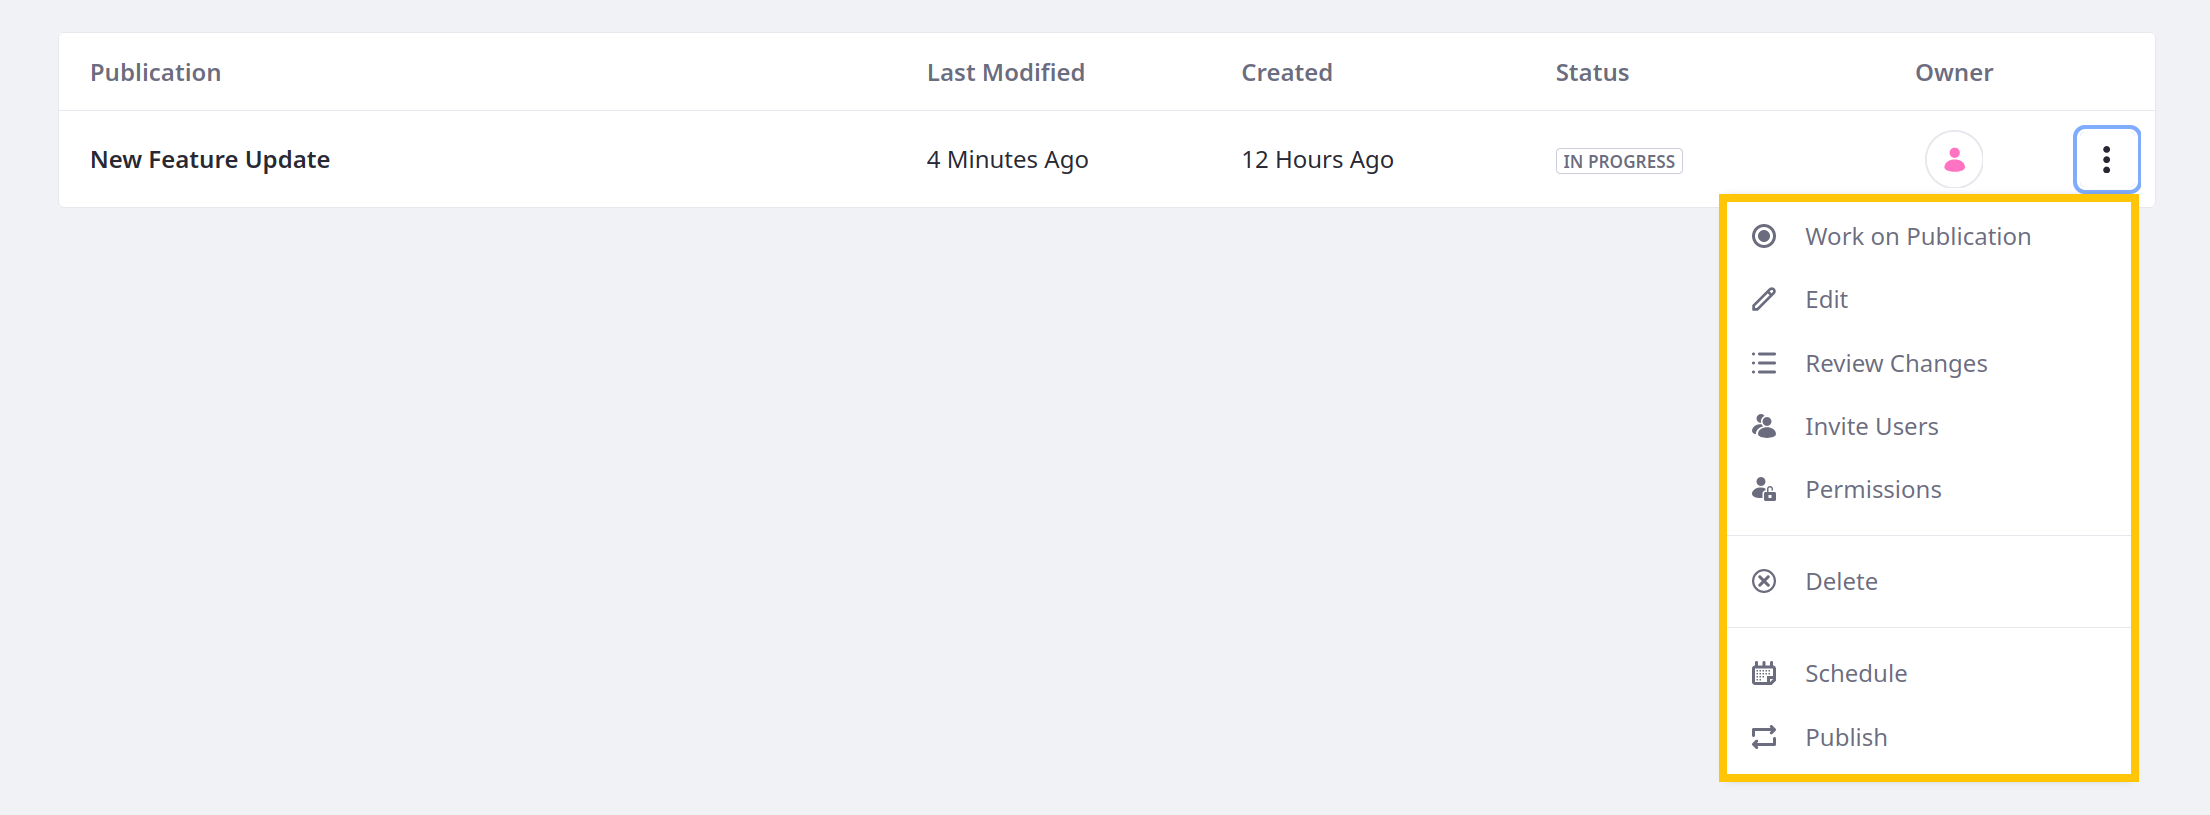 Publication Last Modified Created Status Owner
New Feature Update 4 Minutes Ago 12 Hours Ago IN PROGRESS
Work on Publication
Edit
Review Changes
Invite Users
Permissions
Delete
Schedule
Publish